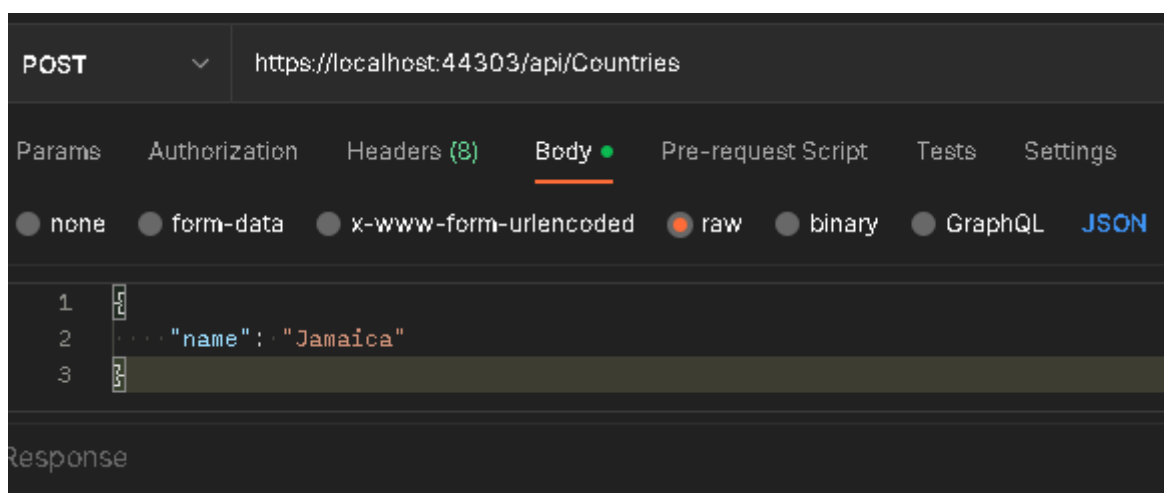 POST https://localhost:44303/api/Countries
Params Authorization Headers (8) Body Pre-request Script Tests Settings
none form-data x-www-form-urlencoded raw binary GraphQL JSON
1 {
2 "name": "Jamaica"
3 }
Response